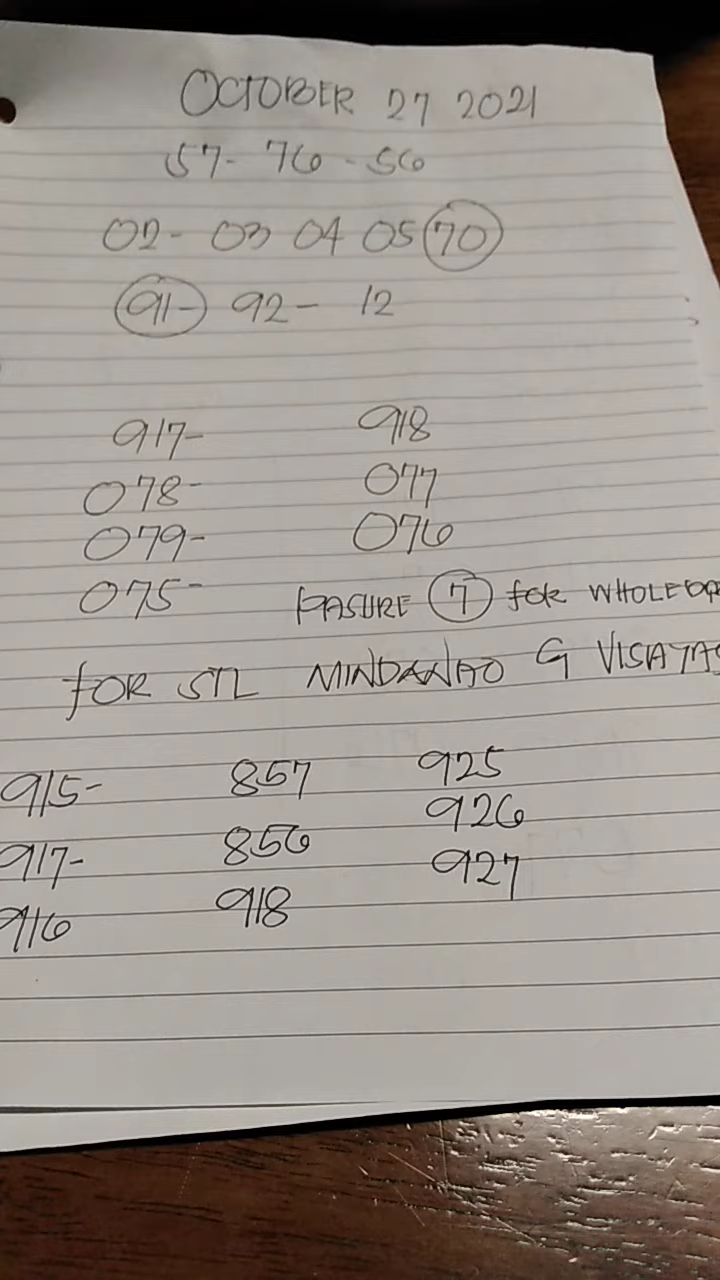 OCTOBER 27 2021
57- 76 - 56
02- 03 04 05 70
91- 92- 12
917- 918
078- 077
079- 076
075- PASURE 7 for WHOLEDA
FOR STL MINDANAO G VISAYAS
915- 857 925
917- 856 926
916 918 927